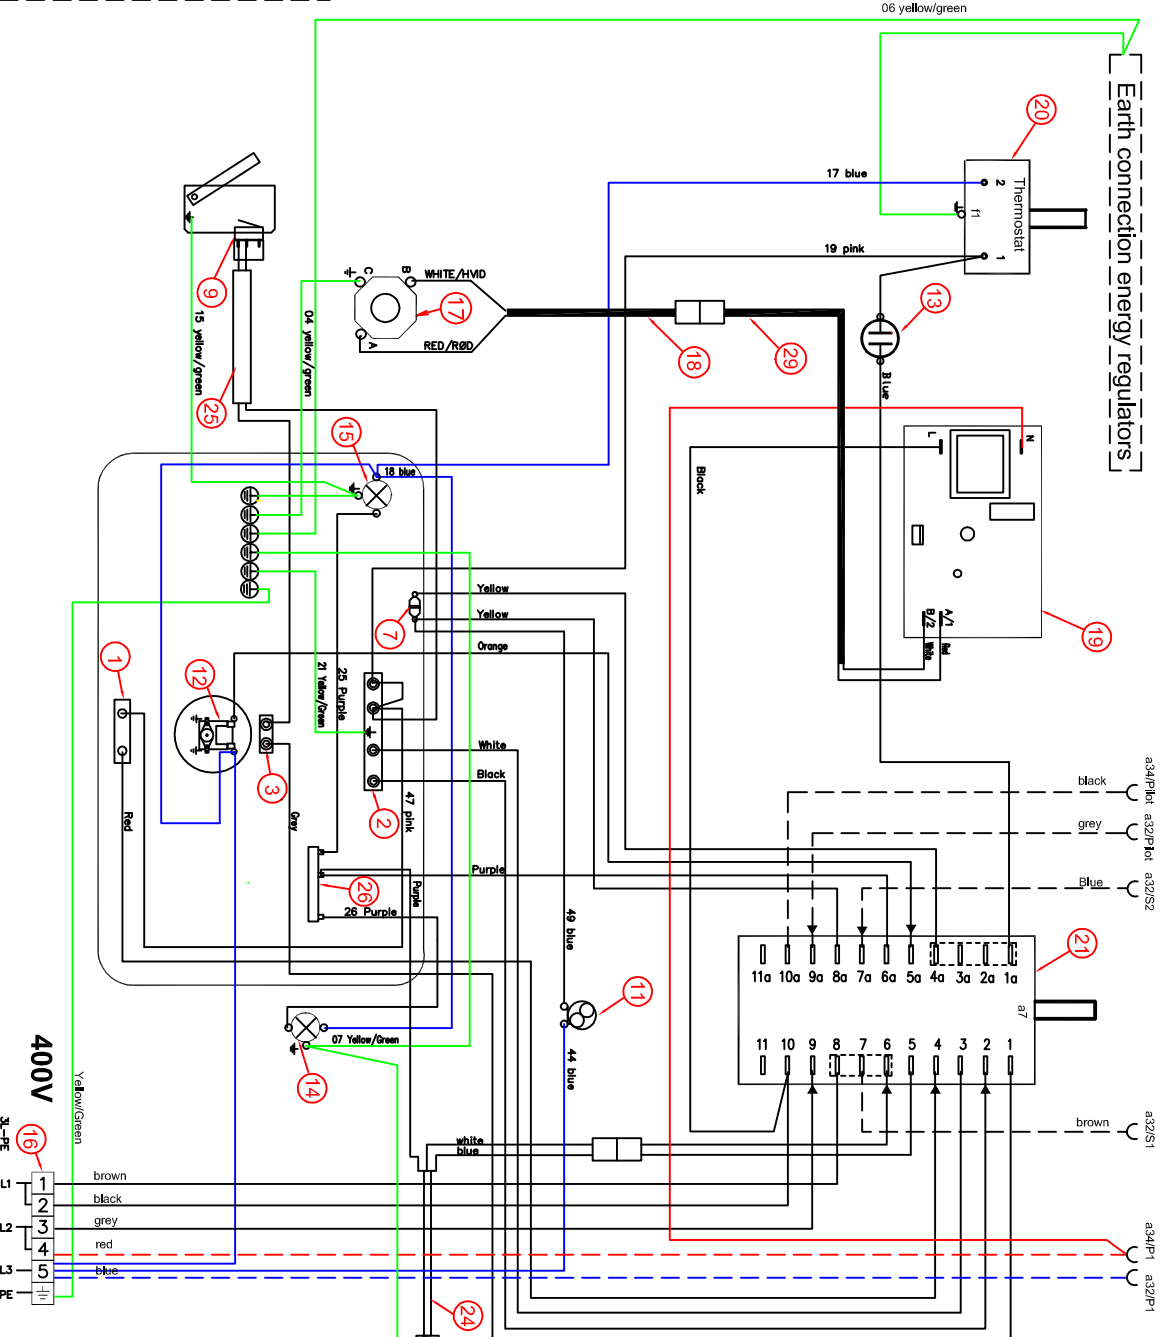 06 yellow/green
Earth connection energy regulators
20
Thermostat
2
f1
1
17 blue
19 pink
13
Blue
9
25
15 yellow/green
04 yellow/green
C
B
A
WHITE/HVID
RED/RØD
17
18
29
N
L
A/1
B/2
Red
White
19
Black
15
18 blue
Yellow
Yellow
7
Orange
1
12
3
21 Yellow/Green
25 Purple
White
Black
2
47 pink
Red
Grey
Purple
26
Purple
26 Purple
49 blue
11
44 blue
07 Yellow/Green
14
a34/Pilot
a32/Pilot
a32/S2
black
grey
Blue
21
11a 10a 9a 8a 7a 6a 5a 4a 3a 2a 1a
a7
11 10 9 8 7 6 5 4 3 2 1
a32/S1
brown
white
blue
400V
3L-PE
16
Yellow/Green
L1 1 brown
2 black
L2 3 grey
4 red
L3 5 blue
PE
24
a34/P1
a32/P1